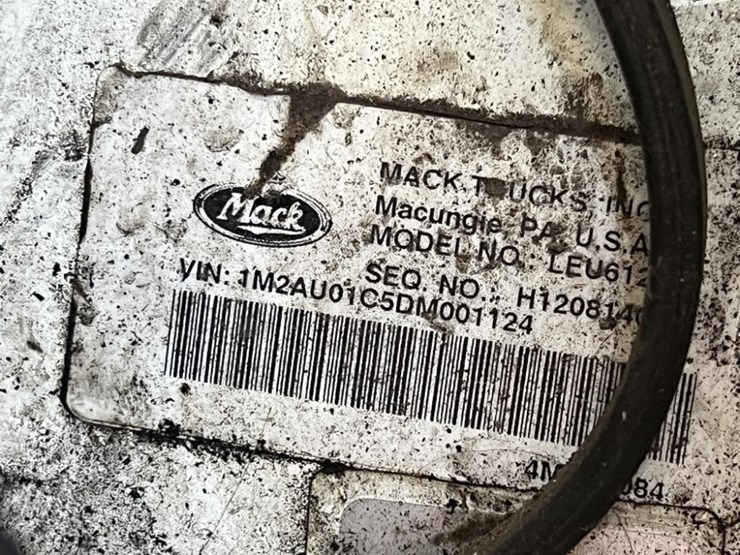 Mack
MACK TRUCKS, INC
Macungie, PA, U.S.A
MODEL NO.: LEU612
SEQ. NO.: H120814
VIN: 1M2AU01C5DM001124